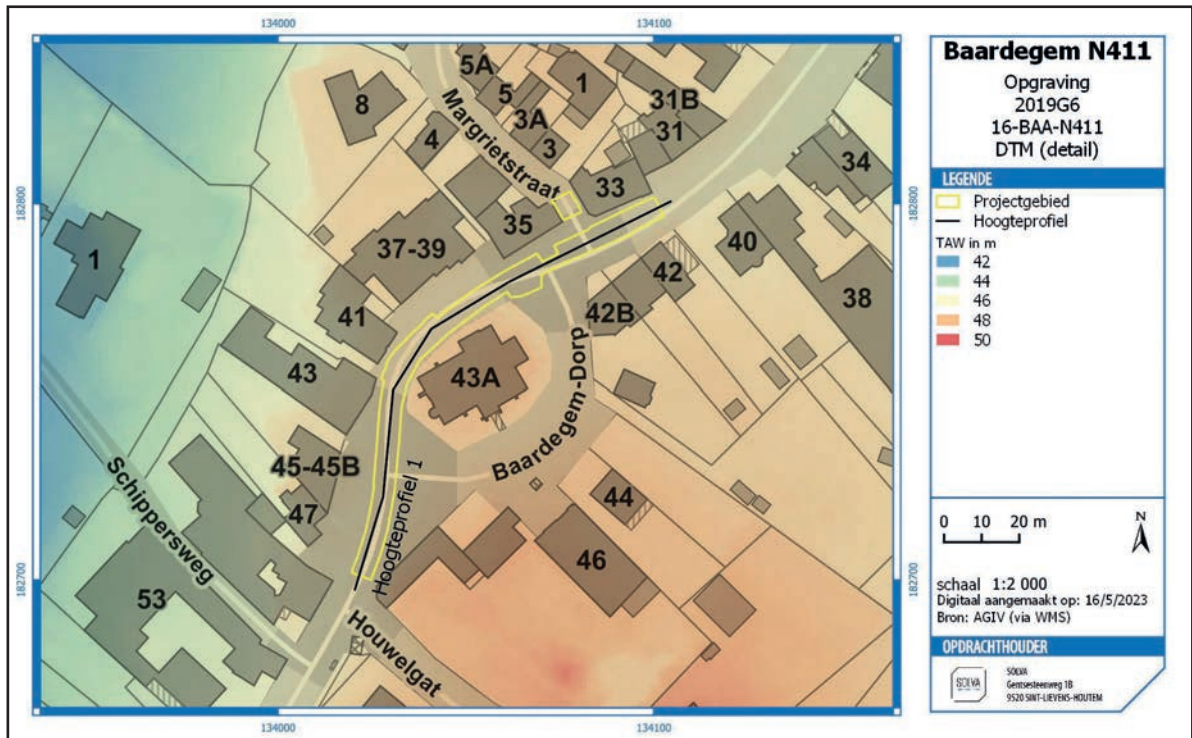 134000
134100
182800
182700
5A
5
1
31B
8
3A
31
4
3
Margrietstraat
34
33
35
1
37-39
40
42
42B
38
41
43
43A
Baardegem-Dorp
45-45B
47
44
46
Schippersweg
Hoogteprofiel 1
53
Houwelgat
182800
182700
134000
134100
Baardegem N411
Opgraving
2019G6
16-BAA-N411
DTM (detail)
LEGENDE
Projectgebied
Hoogteprofiel
TAW in m
42
44
46
48
50
0 10 20 m
N
schaal 1:2 000
Digitaal aangemaakt op: 16/5/2023
Bron: AGIV (via WMS)
OPDRACHTHOUDER
SOLVA
SOLVA
Gentsesteenweg 1B
9520 SINT-LIEVENS-HOUTEM